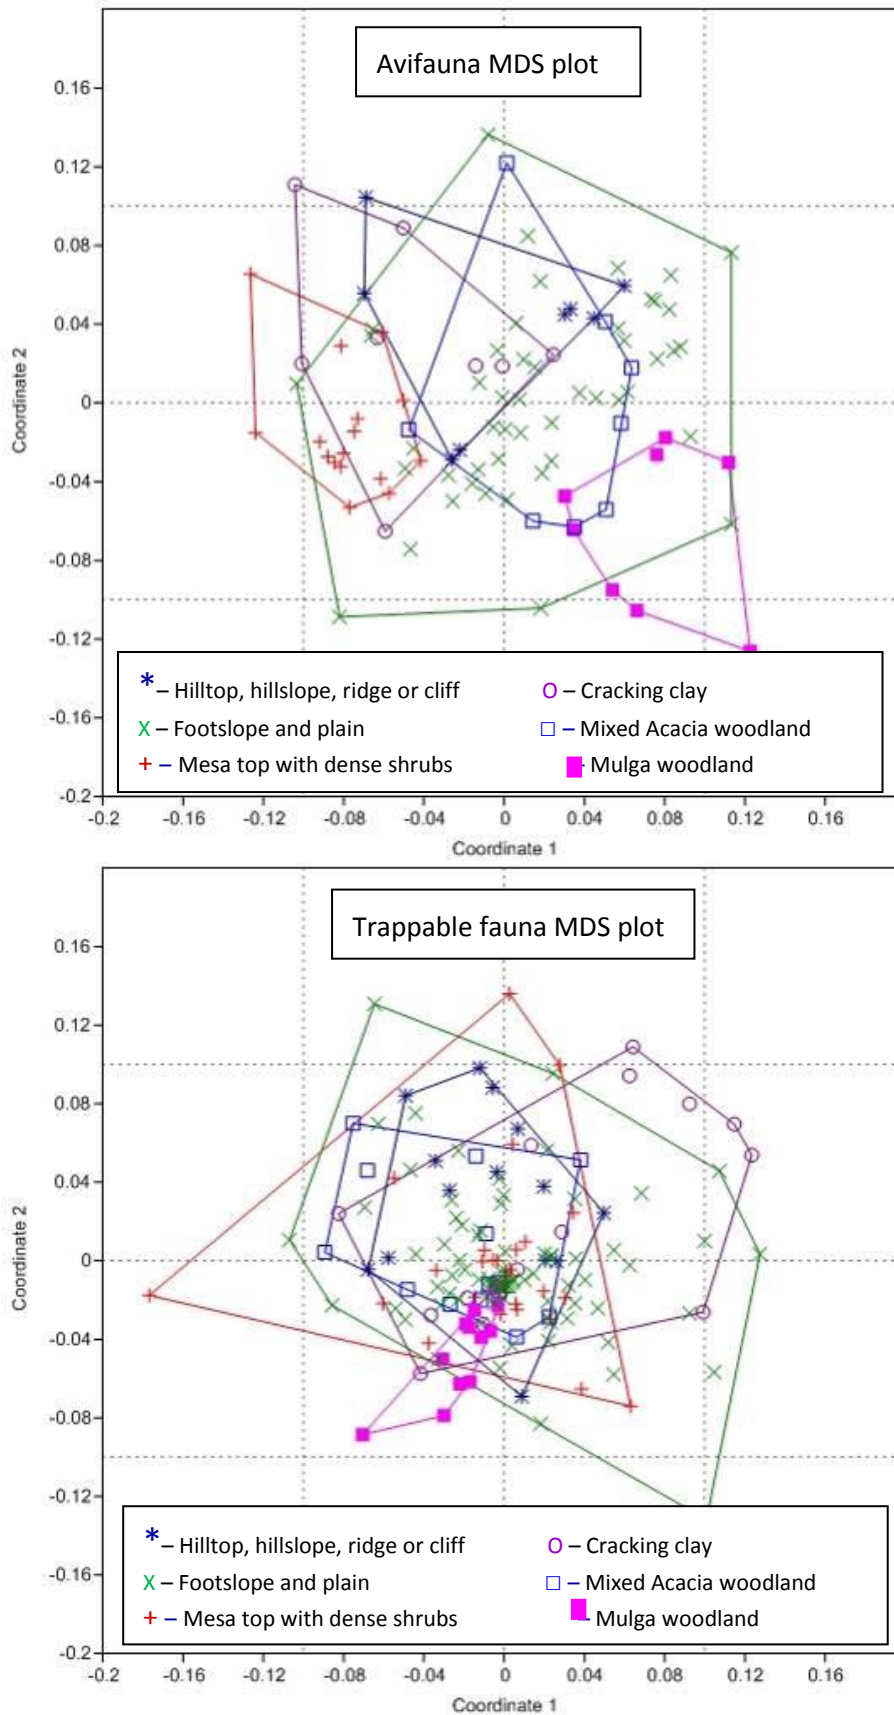 Avifauna MDS plot
0.16
0.12
0.08
0.04
0
-0.04
-0.08
-0.12
-0.16
-0.2
Coordinate 2
* – Hilltop, hillslope, ridge or cliff
O – Cracking clay
X – Footslope and plain
□ – Mixed Acacia woodland
+ – Mesa top with dense shrubs
Mulga woodland
-0.2 -0.16 -0.12 -0.08 -0.04 0 0.04 0.08 0.12 0.16
Coordinate 1
Trappable fauna MDS plot
0.16
0.12
0.08
0.04
0
-0.04
-0.08
-0.12
-0.16
-0.2
Coordinate 2
* – Hilltop, hillslope, ridge or cliff
O – Cracking clay
X – Footslope and plain
□ – Mixed Acacia woodland
+ – Mesa top with dense shrubs
Mulga woodland
-0.2 -0.16 -0.12 -0.08 -0.04 0 0.04 0.08 0.12 0.16
Coordinate 1